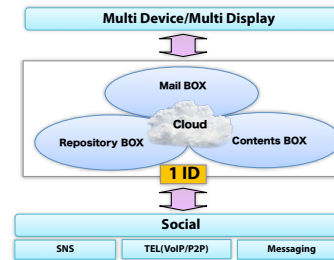 Multi Device/Multi Display
Mail BOX
Cloud
Repository BOX
Contents BOX
1 ID
Social
SNS
TEL(VoIP/P2P)
Messaging